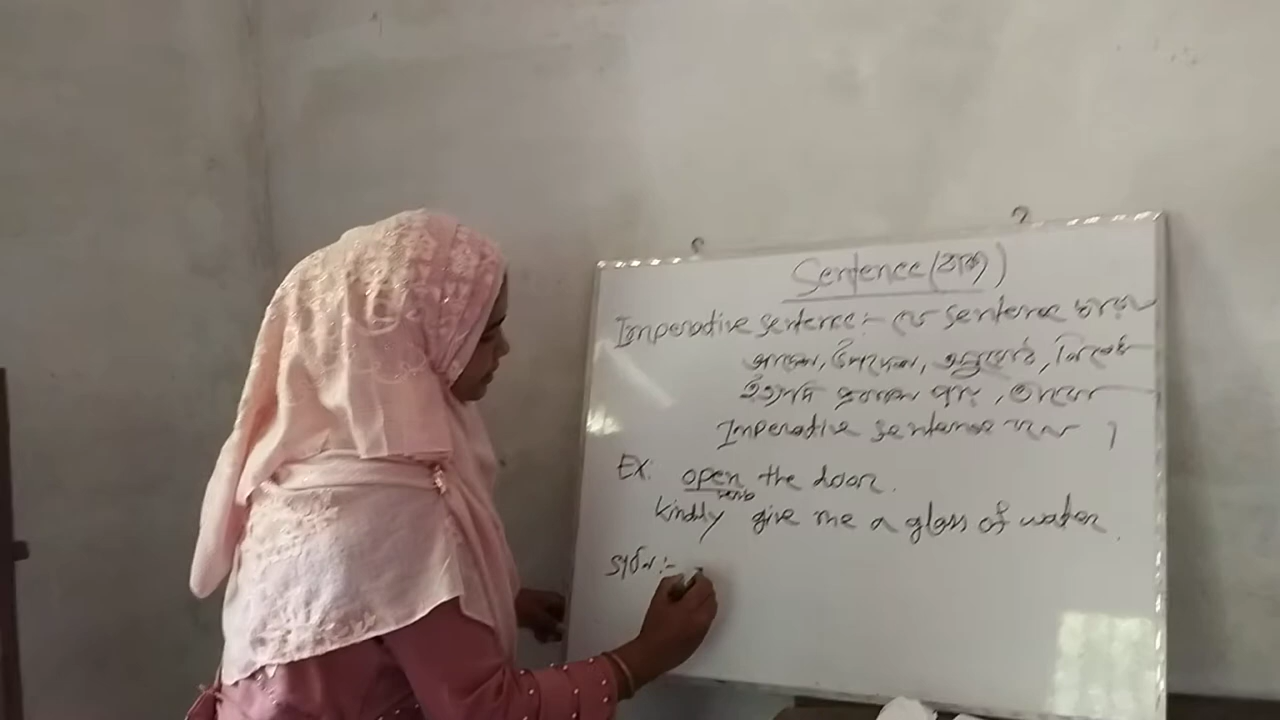 Sentence (বাক্য)
Imperative sentence:- যে sentence দ্বারা
আদেশ, উপদেশ, অনুরোধ, নিষেধ
ইত্যাদি প্রকাশ পায়, তাকে
Imperative sentence বলে।
EX. open the door.
verb
kindly give me a glass of water.
গঠন:-